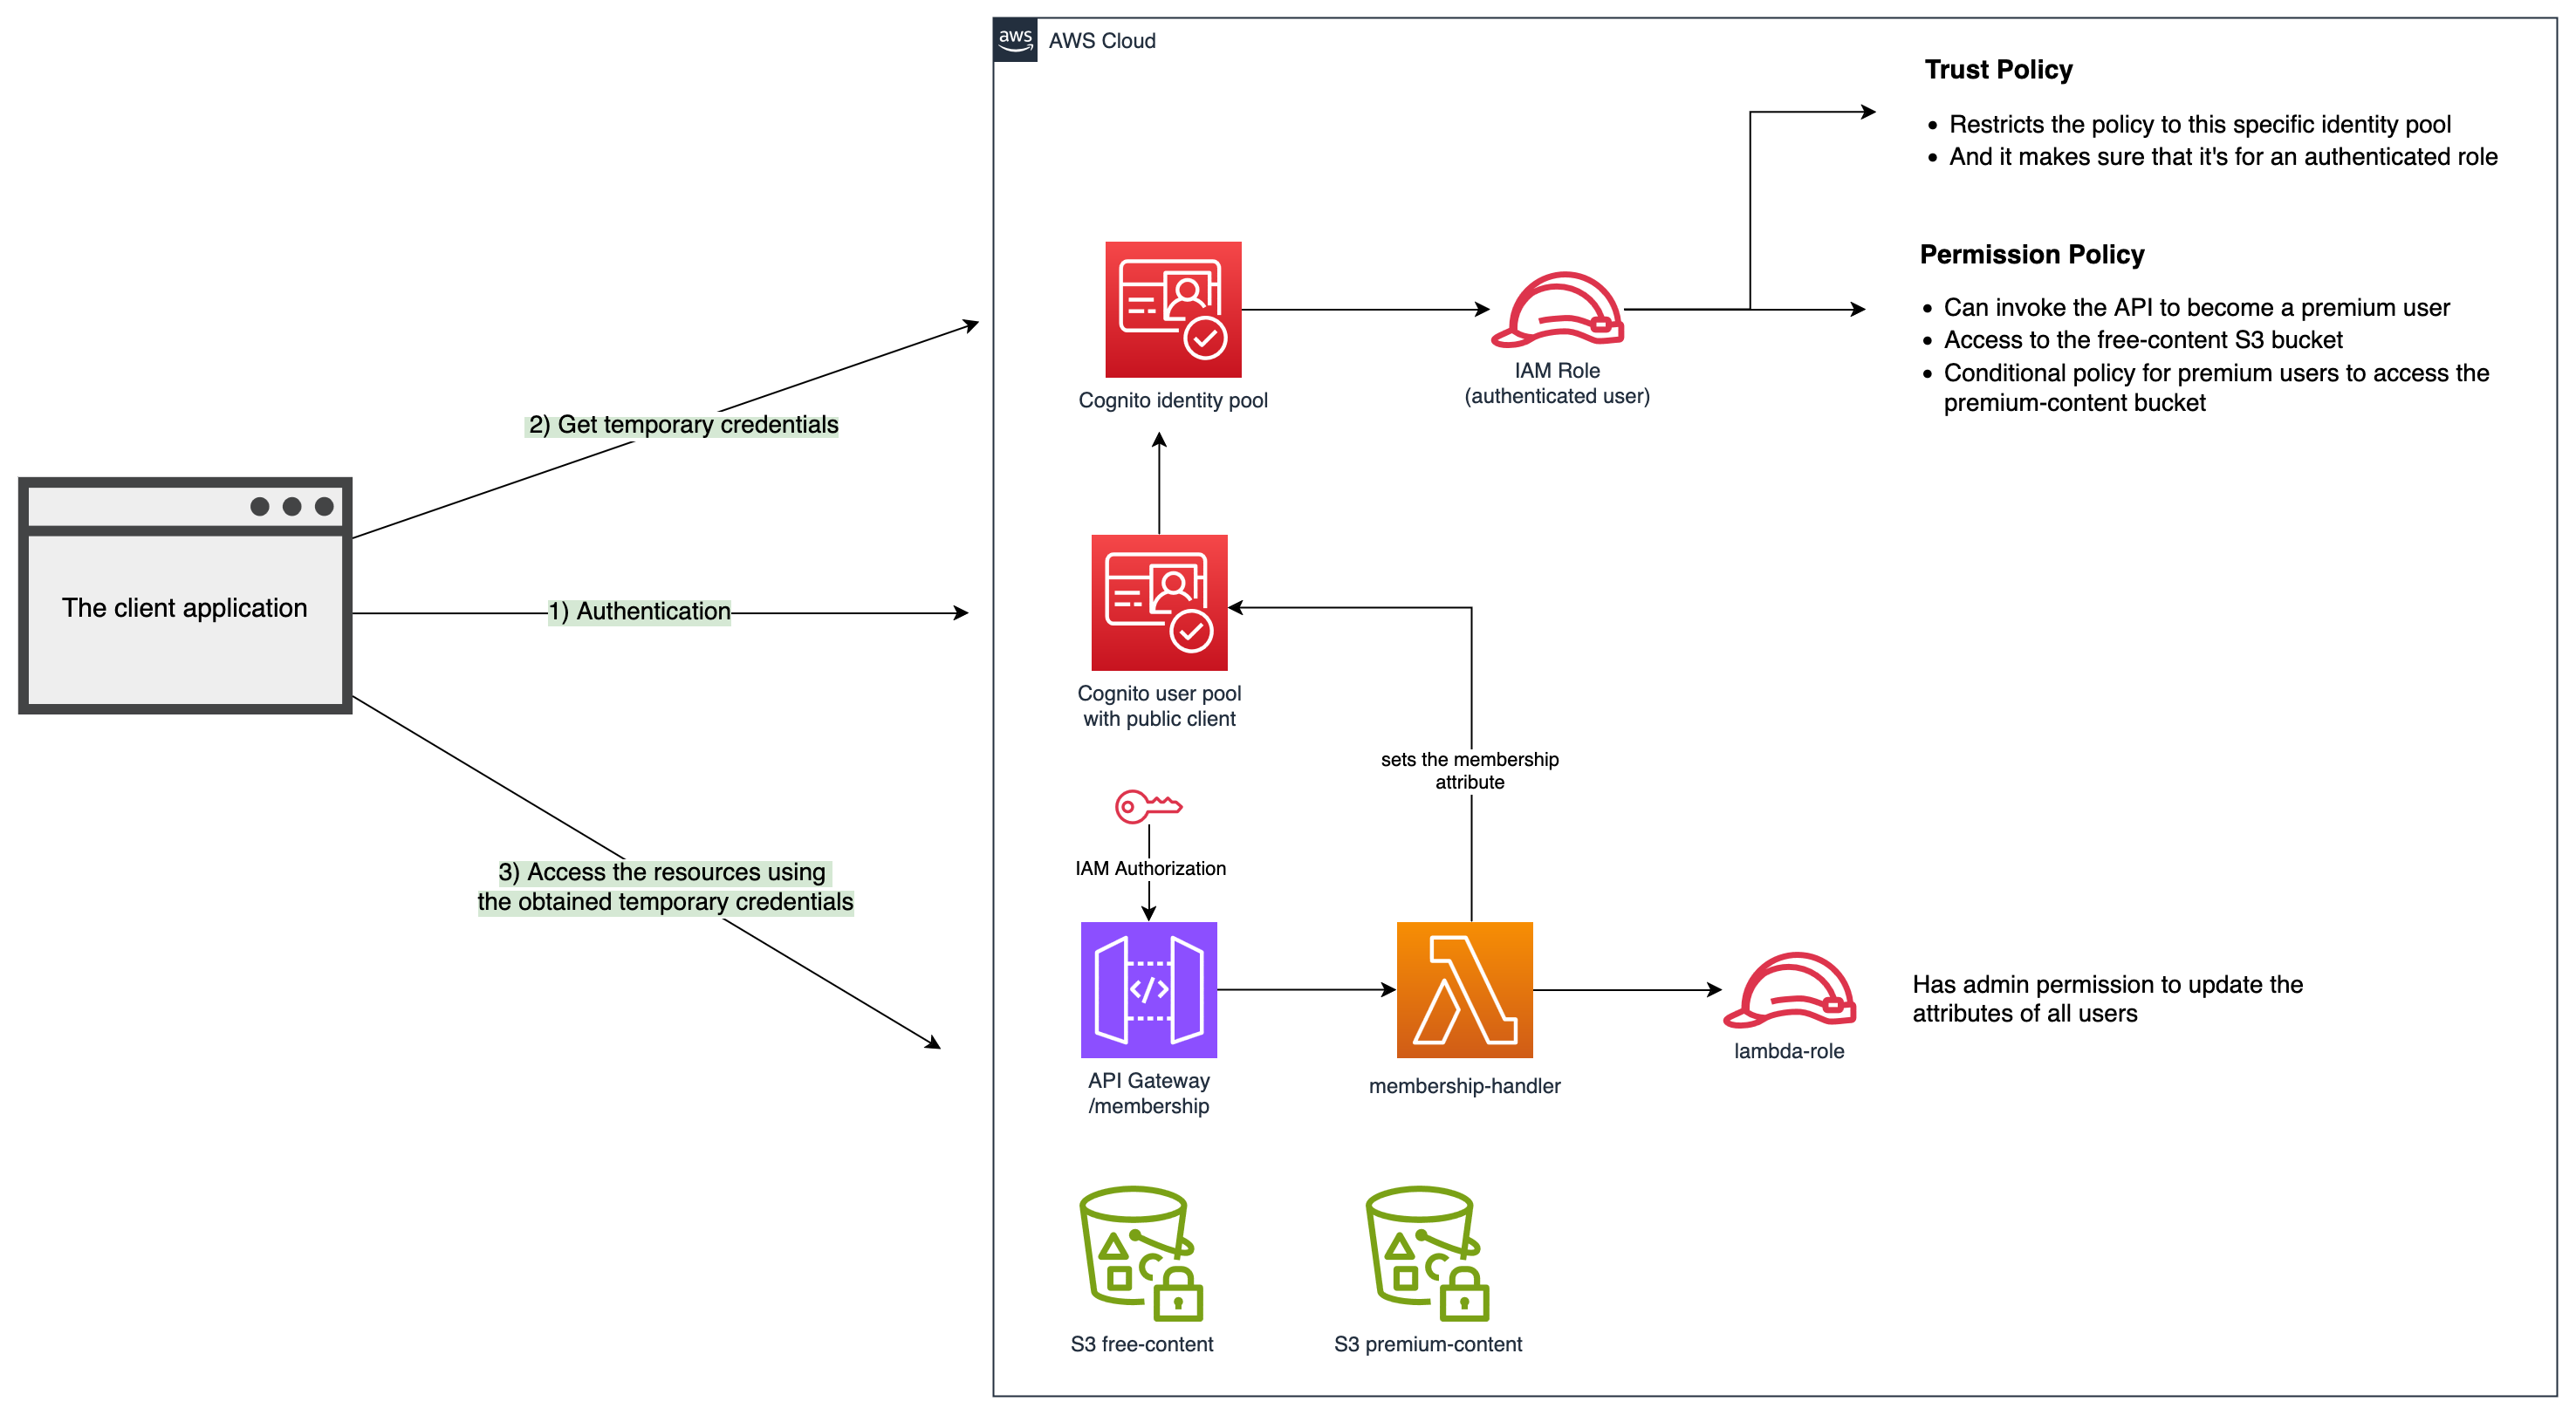 aws
AWS Cloud
Trust Policy
• Restricts the policy to this specific identity pool
• And it makes sure that it's for an authenticated role
Permission Policy
• Can invoke the API to become a premium user
• Access to the free-content S3 bucket
• Conditional policy for premium users to access the
premium-content bucket
IAM Role
(authenticated user)
Cognito identity pool
2) Get temporary credentials
The client application
1) Authentication
Cognito user pool
with public client
sets the membership
attribute
IAM Authorization
3) Access the resources using
the obtained temporary credentials
</>
API Gateway
/membership
membership-handler
lambda-role
Has admin permission to update the
attributes of all users
S3 free-content
S3 premium-content